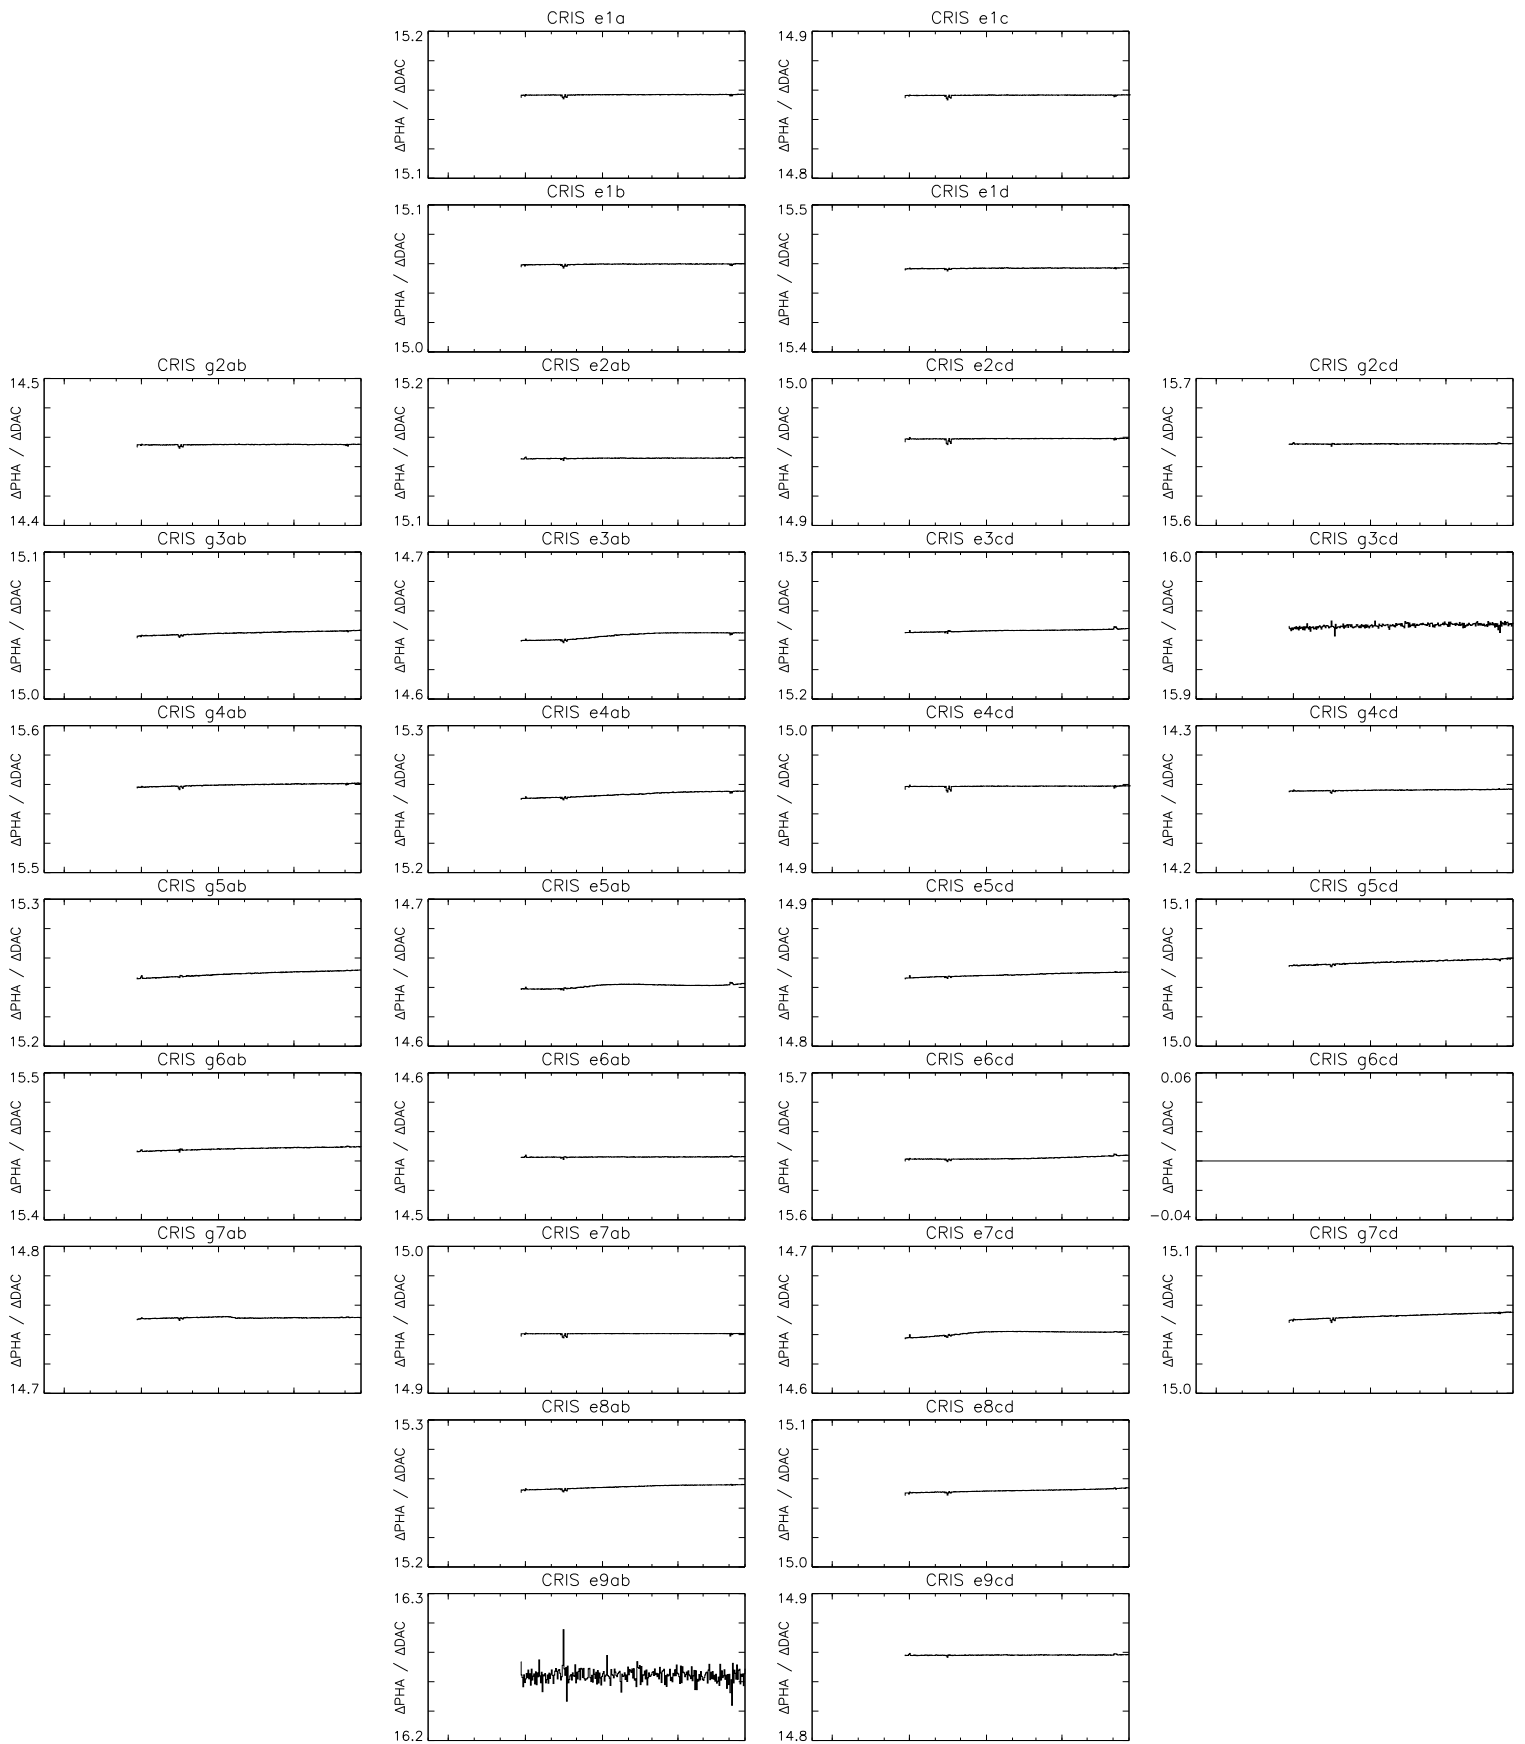 CRIS e1a
15.2
ΔPHA / ΔDAC
15.1
CRIS e1c
14.9
ΔPHA / ΔDAC
14.8
CRIS e1b
15.1
ΔPHA / ΔDAC
15.0
CRIS e1d
15.5
ΔPHA / ΔDAC
15.4
CRIS g2ab
14.5
ΔPHA / ΔDAC
14.4
CRIS e2ab
15.2
ΔPHA / ΔDAC
15.1
CRIS e2cd
15.0
ΔPHA / ΔDAC
14.9
CRIS g2cd
15.7
ΔPHA / ΔDAC
15.6
CRIS g3ab
15.1
ΔPHA / ΔDAC
15.0
CRIS e3ab
14.7
ΔPHA / ΔDAC
14.6
CRIS e3cd
15.3
ΔPHA / ΔDAC
15.2
CRIS g3cd
16.0
ΔPHA / ΔDAC
15.9
CRIS g4ab
15.6
ΔPHA / ΔDAC
15.5
CRIS e4ab
15.3
ΔPHA / ΔDAC
15.2
CRIS e4cd
15.0
ΔPHA / ΔDAC
14.9
CRIS g4cd
14.3
ΔPHA / ΔDAC
14.2
CRIS g5ab
15.3
ΔPHA / ΔDAC
15.2
CRIS e5ab
14.7
ΔPHA / ΔDAC
14.6
CRIS e5cd
14.9
ΔPHA / ΔDAC
14.8
CRIS g5cd
15.1
ΔPHA / ΔDAC
15.0
CRIS g6ab
15.5
ΔPHA / ΔDAC
15.4
CRIS e6ab
14.6
ΔPHA / ΔDAC
14.5
CRIS e6cd
15.7
ΔPHA / ΔDAC
15.6
CRIS g6cd
0.06
ΔPHA / ΔDAC
−0.04
CRIS g7ab
14.8
ΔPHA / ΔDAC
14.7
CRIS e7ab
15.0
ΔPHA / ΔDAC
14.9
CRIS e7cd
14.7
ΔPHA / ΔDAC
14.6
CRIS g7cd
15.1
ΔPHA / ΔDAC
15.0
CRIS e8ab
15.3
ΔPHA / ΔDAC
15.2
CRIS e8cd
15.1
ΔPHA / ΔDAC
15.0
CRIS e9ab
16.3
ΔPHA / ΔDAC
16.2
CRIS e9cd
14.9
ΔPHA / ΔDAC
14.8